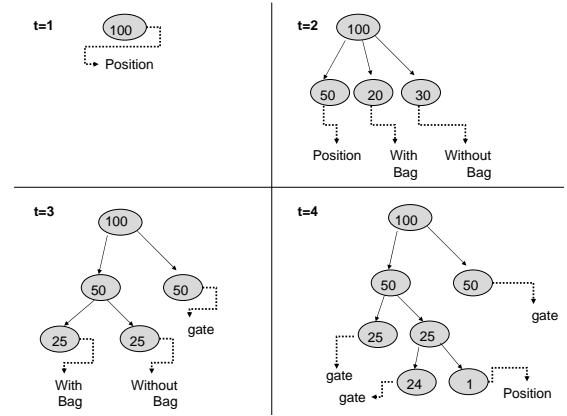 t=1
100
Position
t=2
100
50 20 30
Position With Bag Without Bag
t=3
100
50 50
gate
25 25
With Bag Without Bag
t=4
100
50 50
gate
25 25
gate
24 1
gate Position